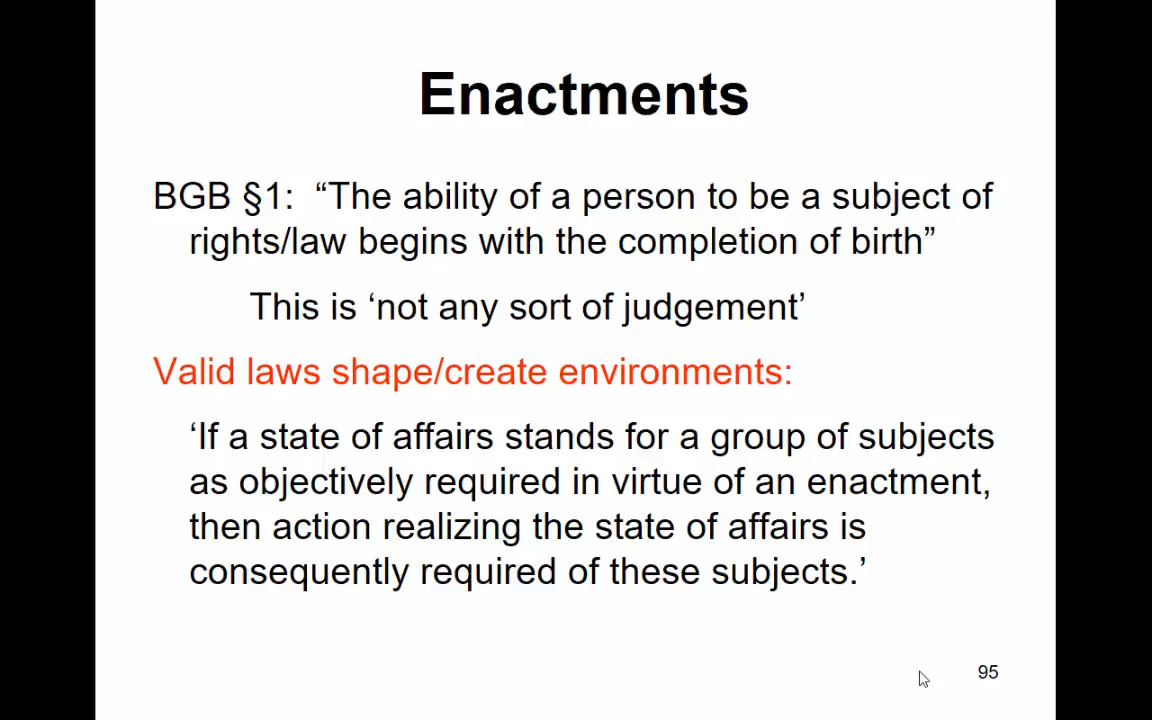 Enactments
BGB §1:  “The ability of a person to be a subject of
rights/law begins with the completion of birth”
This is ‘not any sort of judgement’
Valid laws shape/create environments:
‘If a state of affairs stands for a group of subjects
as objectively required in virtue of an enactment,
then action realizing the state of affairs is
consequently required of these subjects.’
95